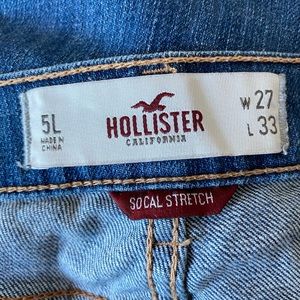 5L
MADE IN
CHINA
HOLLISTER
CALIFORNIA
W 27
L 33
SOCAL STRETCH